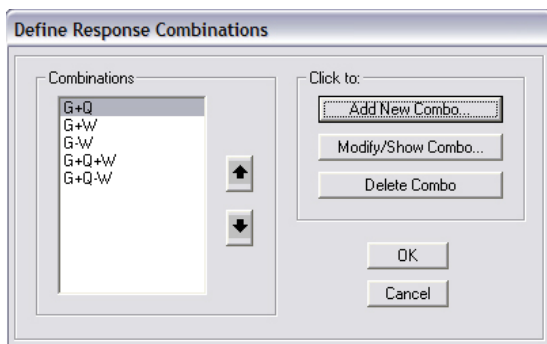 Define Response Combinations
Combinations
G+Q
G+W
G-W
G+Q+W
G+Q-W
Click to:
Add New Combo...
Modify/Show Combo...
Delete Combo
OK
Cancel